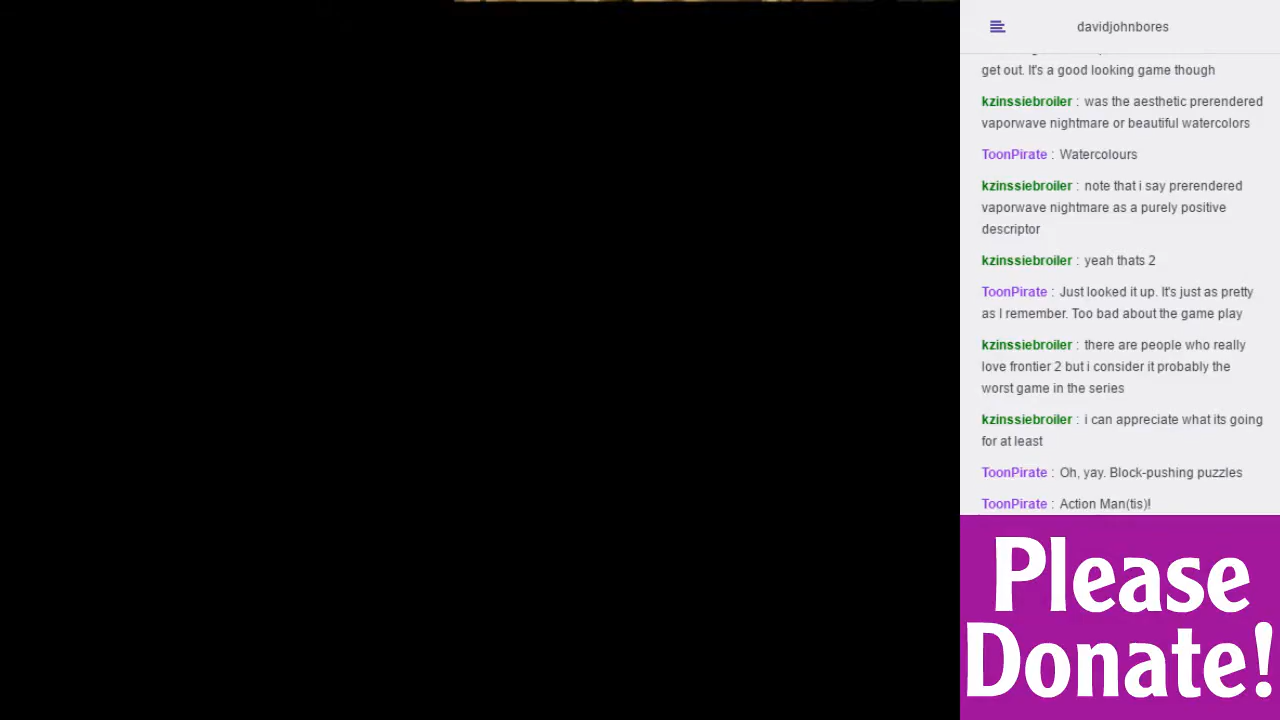 davidjohnbores
get out. It's a good looking game though
kzinssiebroiler : was the aesthetic prerendered
vaporwave nightmare or beautiful watercolors
ToonPirate : Watercolours
kzinssiebroiler : note that i say prerendered
vaporwave nightmare as a purely positive
descriptor
kzinssiebroiler : yeah thats 2
ToonPirate : Just looked it up. It's just as pretty
as I remember. Too bad about the game play
kzinssiebroiler : there are people who really
love frontier 2 but i consider it probably the
worst game in the series
kzinssiebroiler : i can appreciate what its going
for at least
ToonPirate : Oh, yay. Block-pushing puzzles
ToonPirate : Action Man(tis)!
Please
Donate!